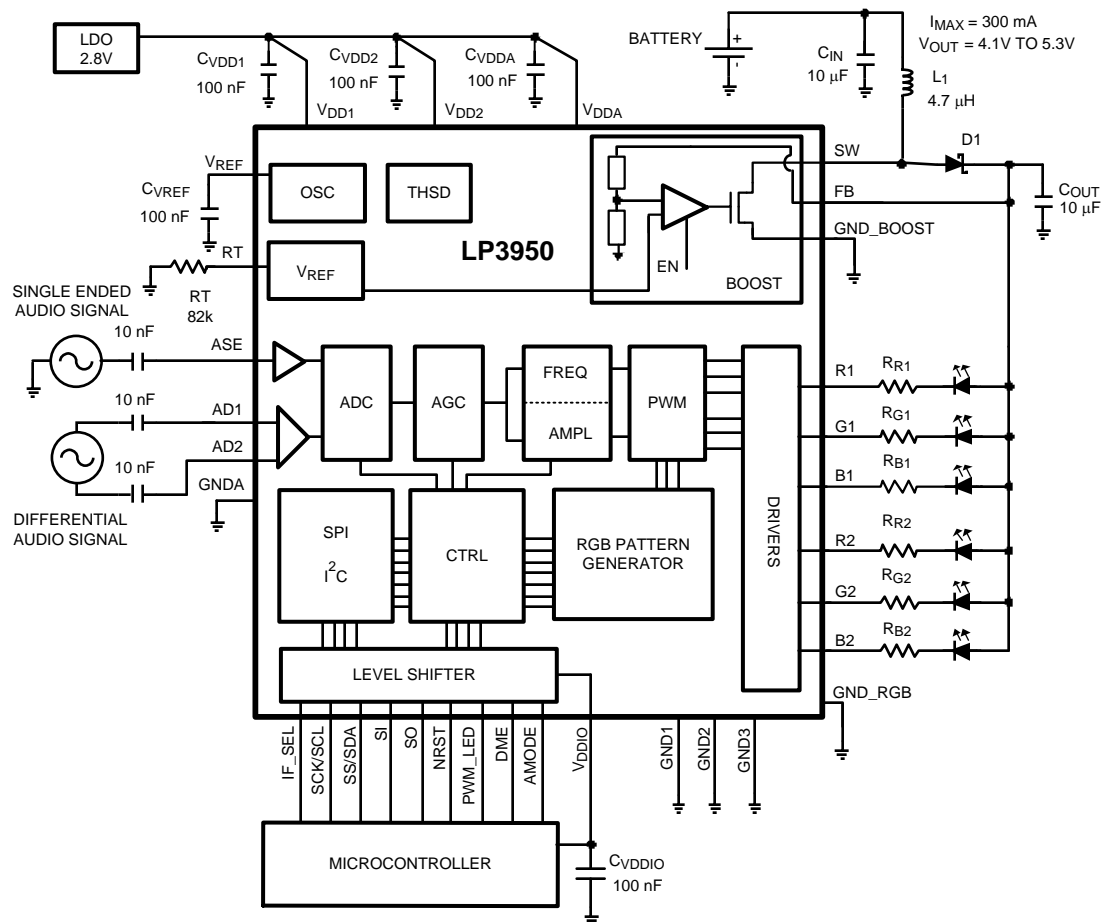 LDO
2.8V
CVDD1
100 nF
CVDD2
100 nF
CVDDA
100 nF
BATTERY
+
-
CIN
10 μF
IMAX = 300 mA
VOUT = 4.1V TO 5.3V
L1
4.7 μH
VDD1
VDD2
VDDA
VREF
CVREF
100 nF
OSC
THSD
SW
D1
FB
COUT
10 μF
GND_BOOST
LP3950
EN
BOOST
RT
VREF
RT
82k
SINGLE ENDED
AUDIO SIGNAL
10 nF
ASE
ADC
AGC
FREQ
AMPL
PWM
R1
RR1
10 nF
AD1
G1
RG1
AD2
10 nF
B1
RB1
GNDA
DIFFERENTIAL
AUDIO SIGNAL
SPI
I2C
CTRL
RGB PATTERN
GENERATOR
DRIVERS
R2
RR2
G2
RG2
B2
RB2
LEVEL SHIFTER
GND_RGB
IF_SEL
SCK/SCL
SS/SDA
SI
SO
NRST
PWM_LED
DME
AMODE
VDDIO
GND1
GND2
GND3
MICROCONTROLLER
CVDDIO
100 nF